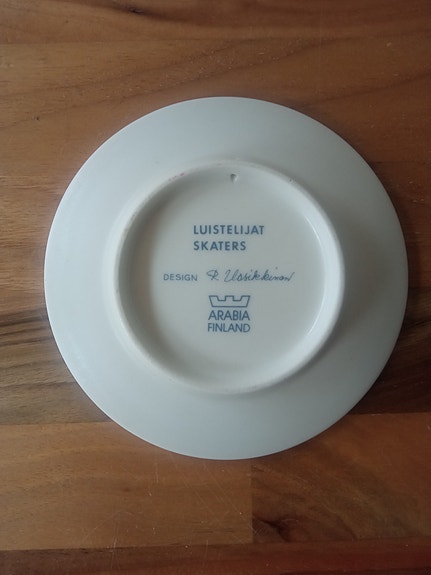 LUISTELIJAT
SKATERS
DESIGN R. Uosikkinen
ARABIA
FINLAND